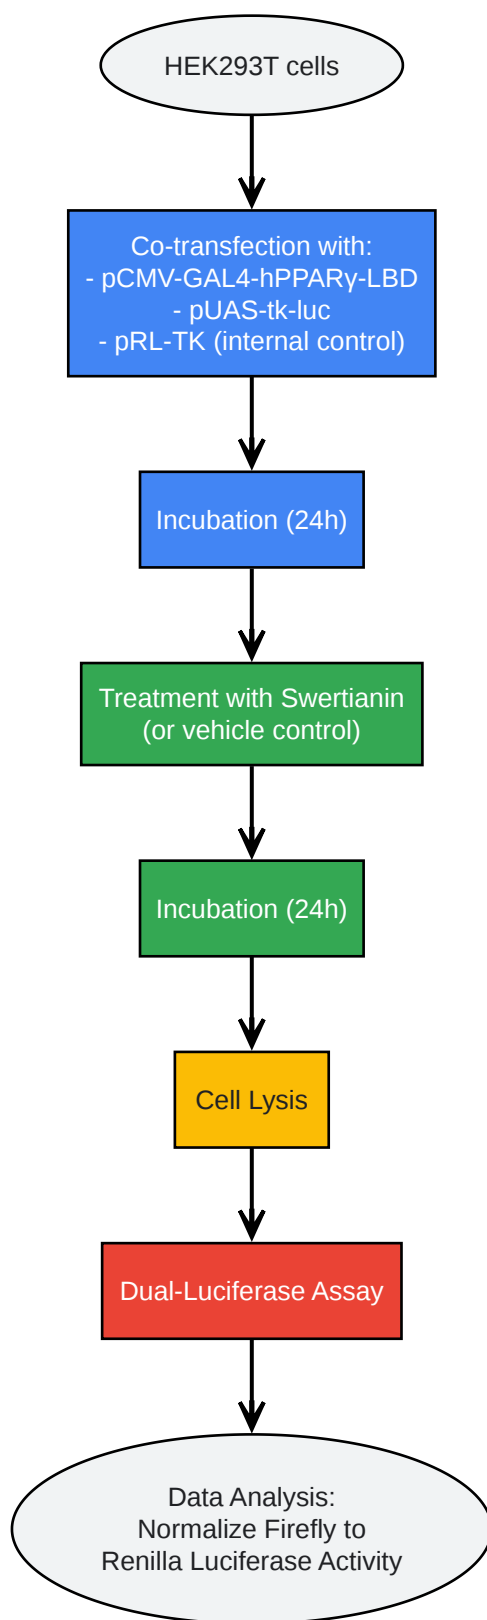 HEK293T cells
Co-transfection with:
- pCMV-GAL4-hPPARγ-LBD
- pUAS-tk-luc
- pRL-TK (internal control)
Incubation (24h)
Treatment with Swertianin
(or vehicle control)
Incubation (24h)
Cell Lysis
Dual-Luciferase Assay
Data Analysis:
Normalize Firefly to
Renilla Luciferase Activity